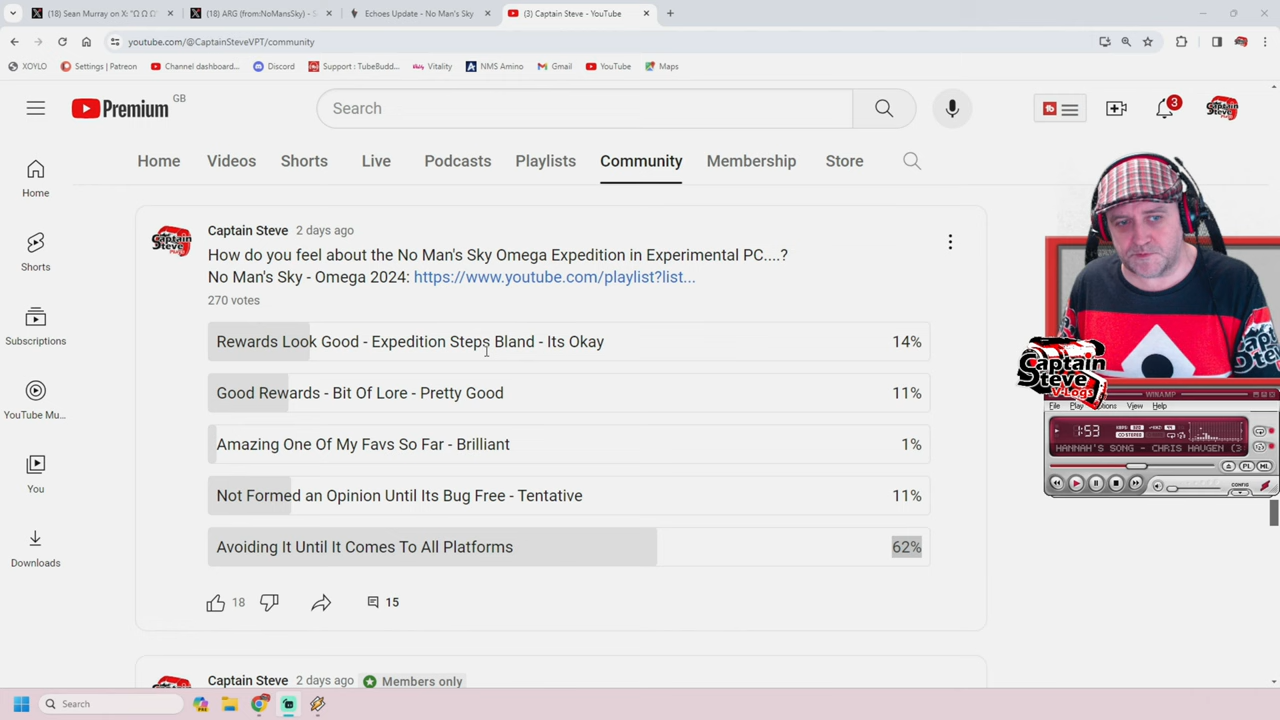 (18) Sean Murray on X: "Ω Ω Ω
(18) ARG (from:NoMansSky) - S
Echoes Update - No Man's Sky
(3) Captain Steve - YouTube
youtube.com/@CaptainSteveVPT/community
XOYLO
Settings | Patreon
Channel dashboard...
Discord
Support : TubeBudd...
Vitality
NMS Amino
Gmail
YouTube
Maps
Premium GB
Search
3
Home
Videos
Shorts
Live
Podcasts
Playlists
Community
Membership
Store
Home
Shorts
Subscriptions
YouTube Mu...
You
Downloads
Captain Steve 2 days ago
How do you feel about the No Man's Sky Omega Expedition in Experimental PC....?
No Man's Sky - Omega 2024: https://www.youtube.com/playlist?list...
270 votes
Rewards Look Good - Expedition Steps Bland - Its Okay 14%
Good Rewards - Bit Of Lore - Pretty Good 11%
Amazing One Of My Favs So Far - Brilliant 1%
Not Formed an Opinion Until Its Bug Free - Tentative 11%
Avoiding It Until It Comes To All Platforms 62%
18
15
Captain Steve 2 days ago Members only
Captain
Steve
V-Logs
WINAMP
File Play View Help
1:53
CO STEREO
HANNAH'S SONG - CHRIS HAUGEN (3
PL ML
CONFIG
Search